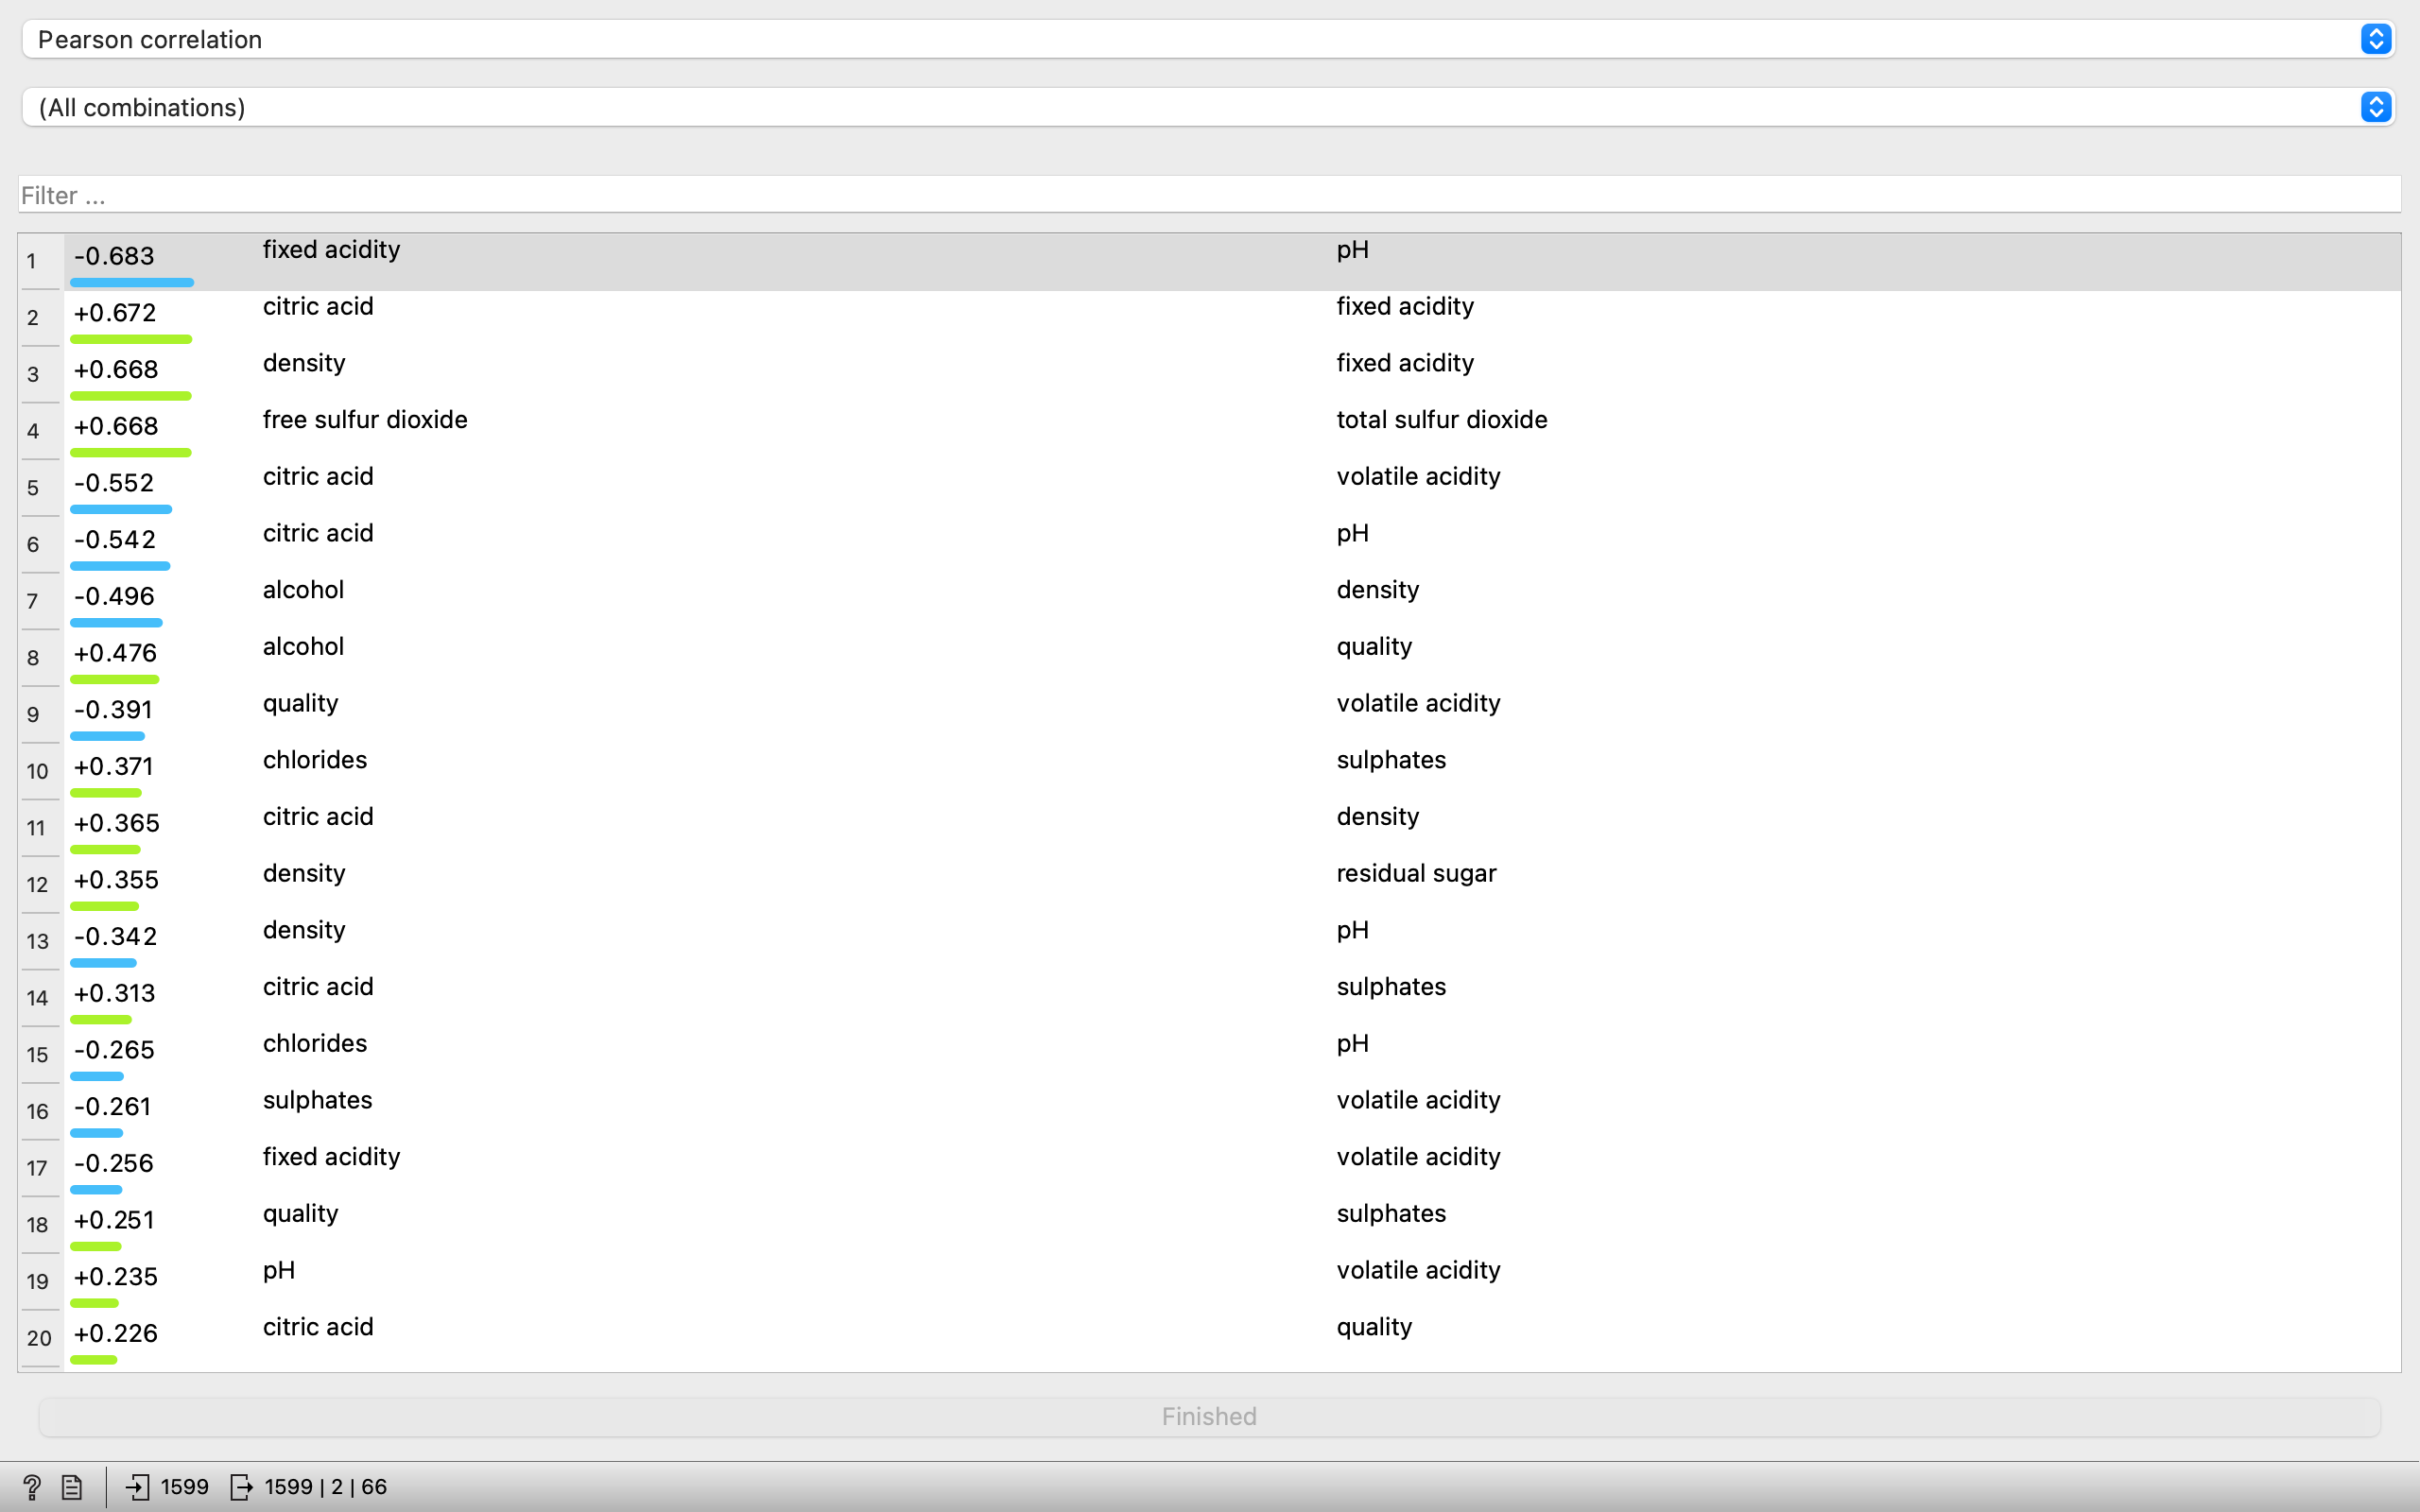 Pearson correlation
(All combinations)
Filter ...
1 -0.683 fixed acidity pH
2 +0.672 citric acid fixed acidity
3 +0.668 density fixed acidity
4 +0.668 free sulfur dioxide total sulfur dioxide
5 -0.552 citric acid volatile acidity
6 -0.542 citric acid pH
7 -0.496 alcohol density
8 +0.476 alcohol quality
9 -0.391 quality volatile acidity
10 +0.371 chlorides sulphates
11 +0.365 citric acid density
12 +0.355 density residual sugar
13 -0.342 density pH
14 +0.313 citric acid sulphates
15 -0.265 chlorides pH
16 -0.261 sulphates volatile acidity
17 -0.256 fixed acidity volatile acidity
18 +0.251 quality sulphates
19 +0.235 pH volatile acidity
20 +0.226 citric acid quality
Finished
? 1599 1599 | 2 | 66